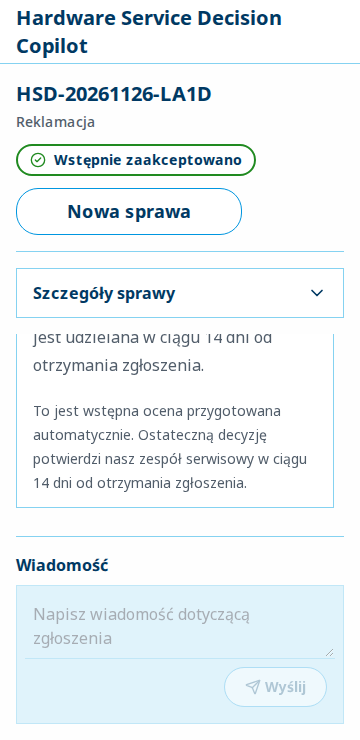 Hardware Service Decision
Copilot
HSD-20261126-LA1D
Reklamacja
Wstępnie zaakceptowano
Nowa sprawa
Szczegóły sprawy
jest udzielana w ciągu 14 dni od
otrzymania zgłoszenia.
To jest wstępna ocena przygotowana
automatycznie. Ostateczną decyzję
potwierdzi nasz zespół serwisowy w ciągu
14 dni od otrzymania zgłoszenia.
Wiadomość
Napisz wiadomość dotyczącą
zgłoszenia
Wyślij